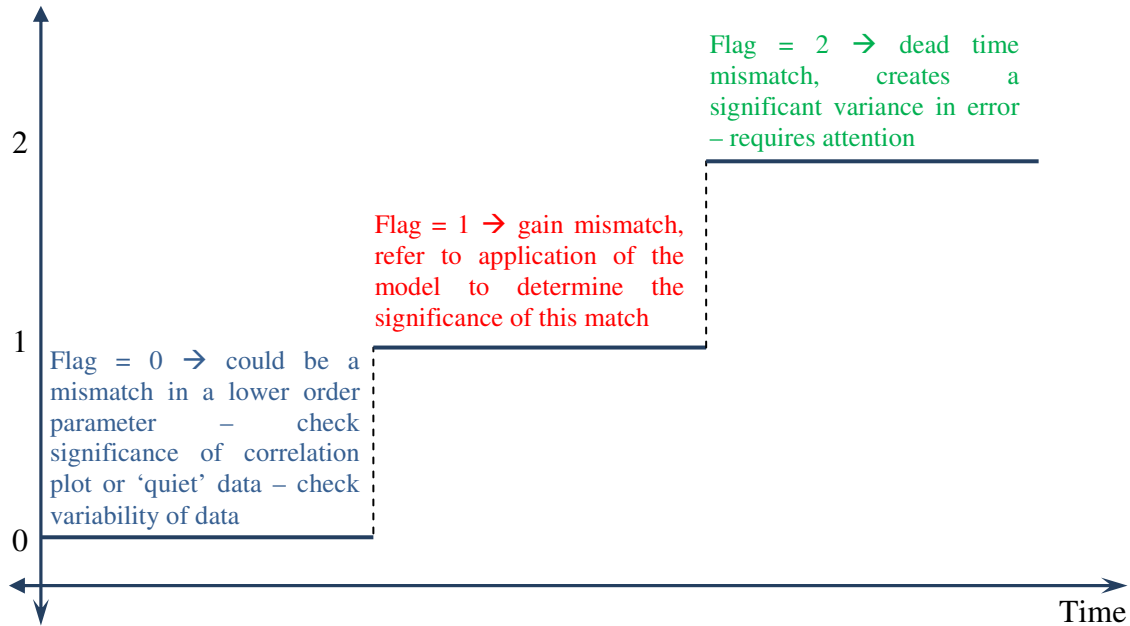 Flag = 2 → dead time
mismatch, creates a
significant variance in error
– requires attention
2
Flag = 1 → gain mismatch,
refer to application of the
model to determine the
significance of this match
1
Flag = 0 → could be a
mismatch in a lower order
parameter – check
significance of correlation
plot or ‘quiet’ data – check
variability of data
0
Time